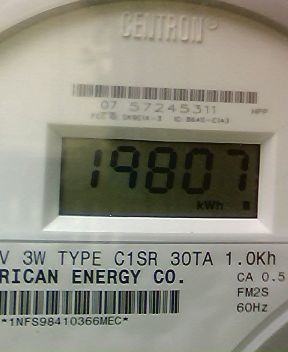 CENTRON®
07 57245311
HPP
19807
kWh
V 3W TYPE C1SR 30TA 1.0Kh
RICAN ENERGY CO.
CA 0.5
FM2S
60Hz
*1NFS98410366MEC*